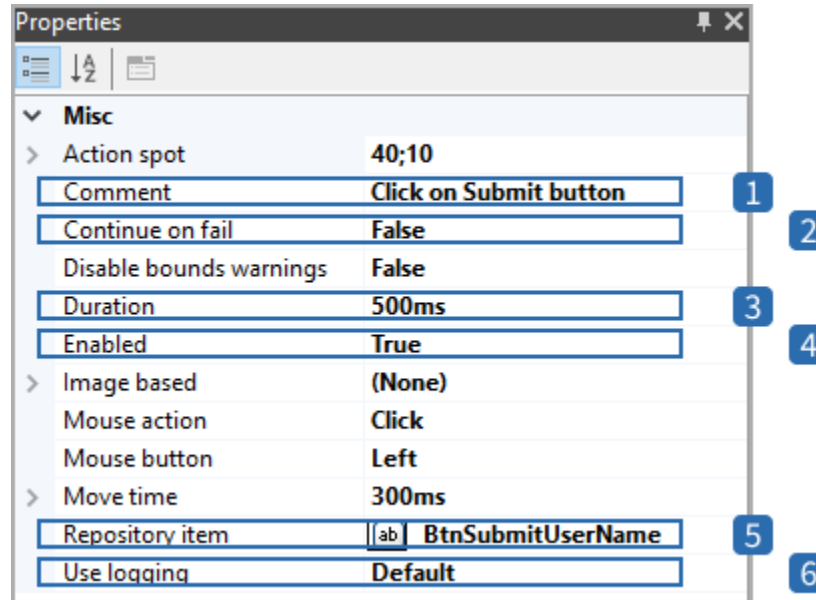 Properties
A
Z
Misc
Action spot 40;10
Comment Click on Submit button 1
Continue on fail False 2
Disable bounds warnings False
Duration 500ms 3
Enabled True 4
Image based (None)
Mouse action Click
Mouse button Left
Move time 300ms
Repository item (ab) BtnSubmitUserName 5
Use logging Default 6